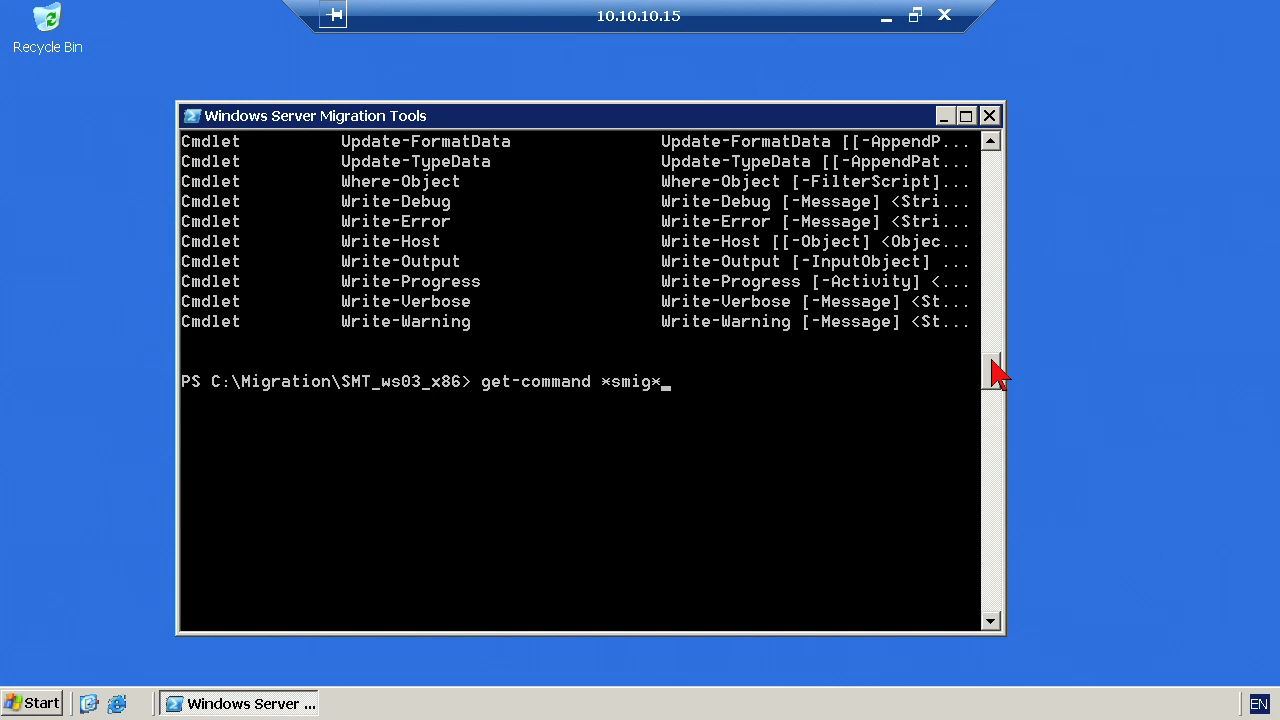 10.10.10.15
Recycle Bin
Windows Server Migration Tools
Cmdlet Update-FormatData Update-FormatData [[-AppendP...
Cmdlet Update-TypeData Update-TypeData [[-AppendPat...
Cmdlet Where-Object Where-Object [-FilterScript]...
Cmdlet Write-Debug Write-Debug [-Message] <Stri...
Cmdlet Write-Error Write-Error [-Message] <Stri...
Cmdlet Write-Host Write-Host [[-Object] <Objec...
Cmdlet Write-Output Write-Output [-InputObject] ...
Cmdlet Write-Progress Write-Progress [-Activity] <...
Cmdlet Write-Verbose Write-Verbose [-Message] <St...
Cmdlet Write-Warning Write-Warning [-Message] <St...
PS C:\Migration\SMT_ws03_x86> get-command *smig*_
Start Windows Server ... EN